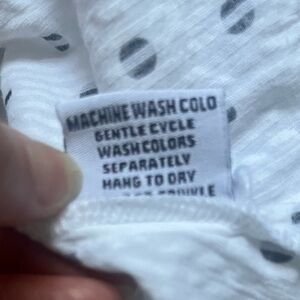 MACHINE WASH COLD
GENTLE CYCLE
WASH COLORS
SEPARATELY
HANG TO DRY